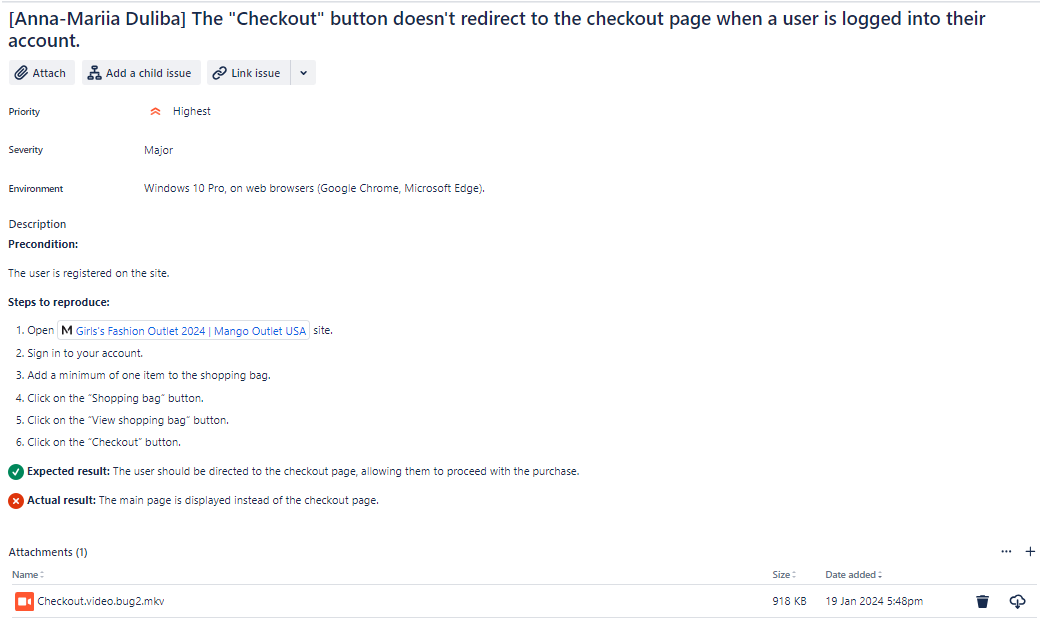 [Anna-Mariia Duliba] The "Checkout" button doesn't redirect to the checkout page when a user is logged into their
account.
Attach Add a child issue Link issue
Priority Highest
Severity Major
Environment Windows 10 Pro, on web browsers (Google Chrome, Microsoft Edge).
Description
Precondition:
The user is registered on the site.
Steps to reproduce:
1. Open M Girls's Fashion Outlet 2024 | Mango Outlet USA site.
2. Sign in to your account.
3. Add a minimum of one item to the shopping bag.
4. Click on the “Shopping bag” button.
5. Click on the “View shopping bag” button.
6. Click on the “Checkout” button.
Expected result: The user should be directed to the checkout page, allowing them to proceed with the purchase.
Actual result: The main page is displayed instead of the checkout page.
Attachments (1)
Name Size Date added
Checkout.video.bug2.mkv 918 KB 19 Jan 2024 5:48pm